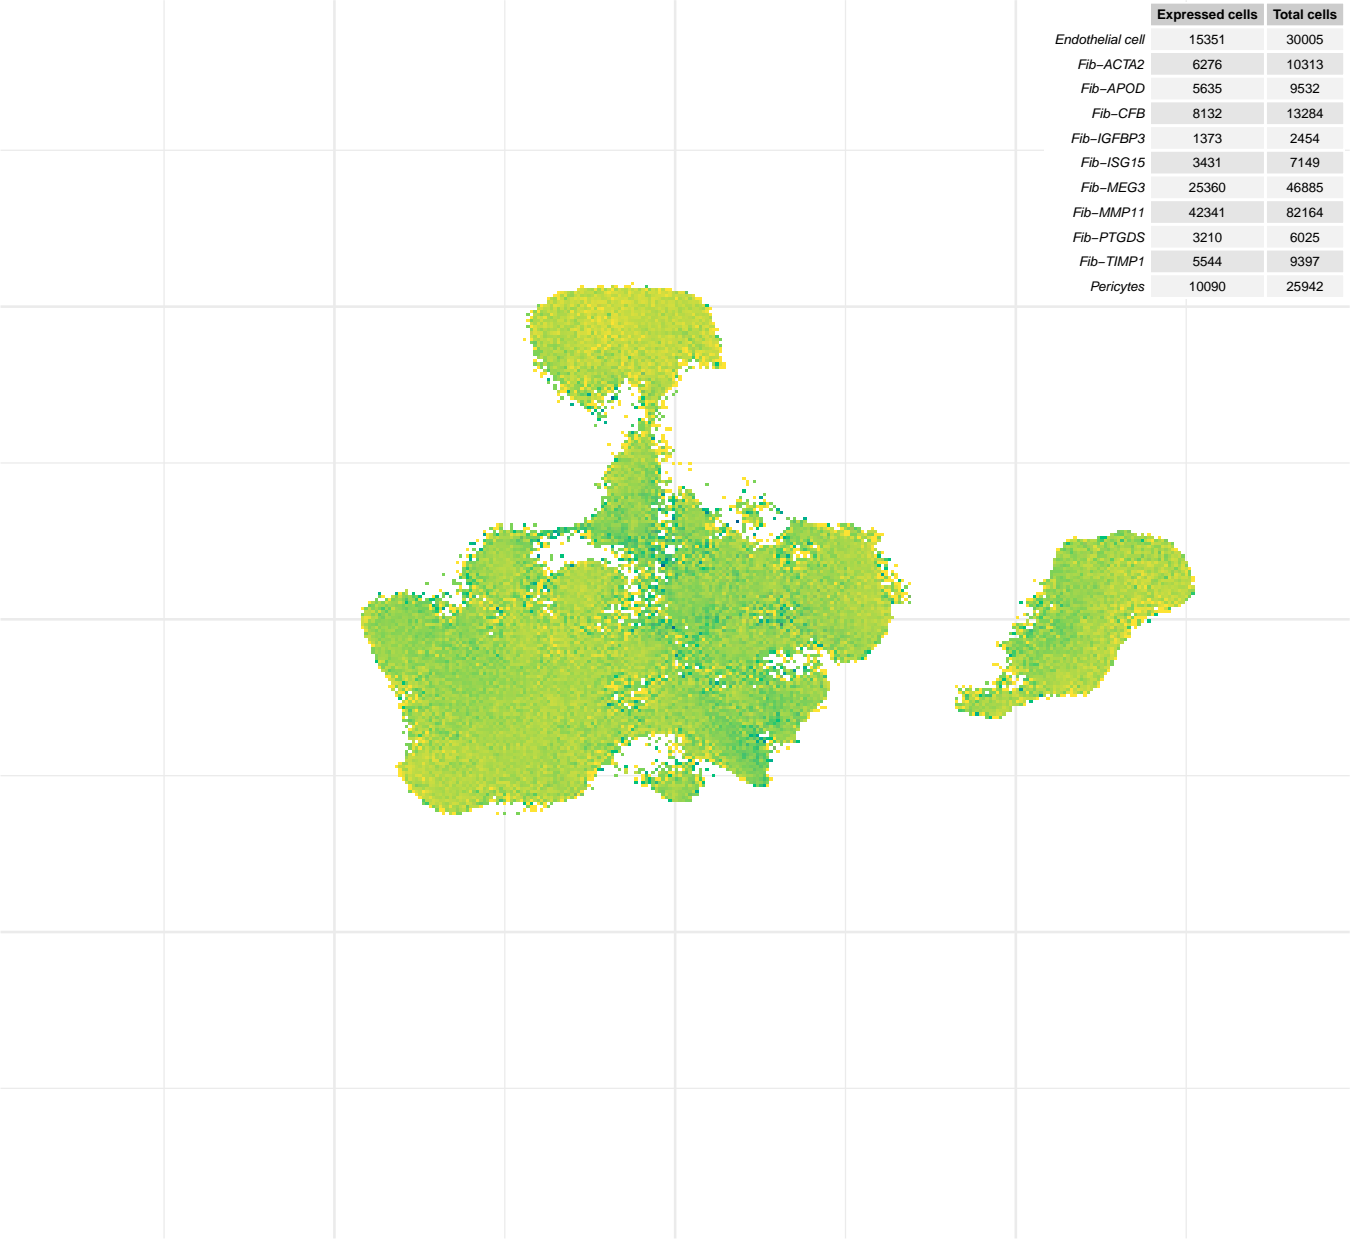 Expressed cells Total cells
Endothelial cell 15351 30005
Fib−ACTA2 6276 10313
Fib−APOD 5635 9532
Fib−CFB 8132 13284
Fib−IGFBP3 1373 2454
Fib−ISG15 3431 7149
Fib−MEG3 25360 46885
Fib−MMP11 42341 82164
Fib−PTGDS 3210 6025
Fib−TIMP1 5544 9397
Pericytes 10090 25942